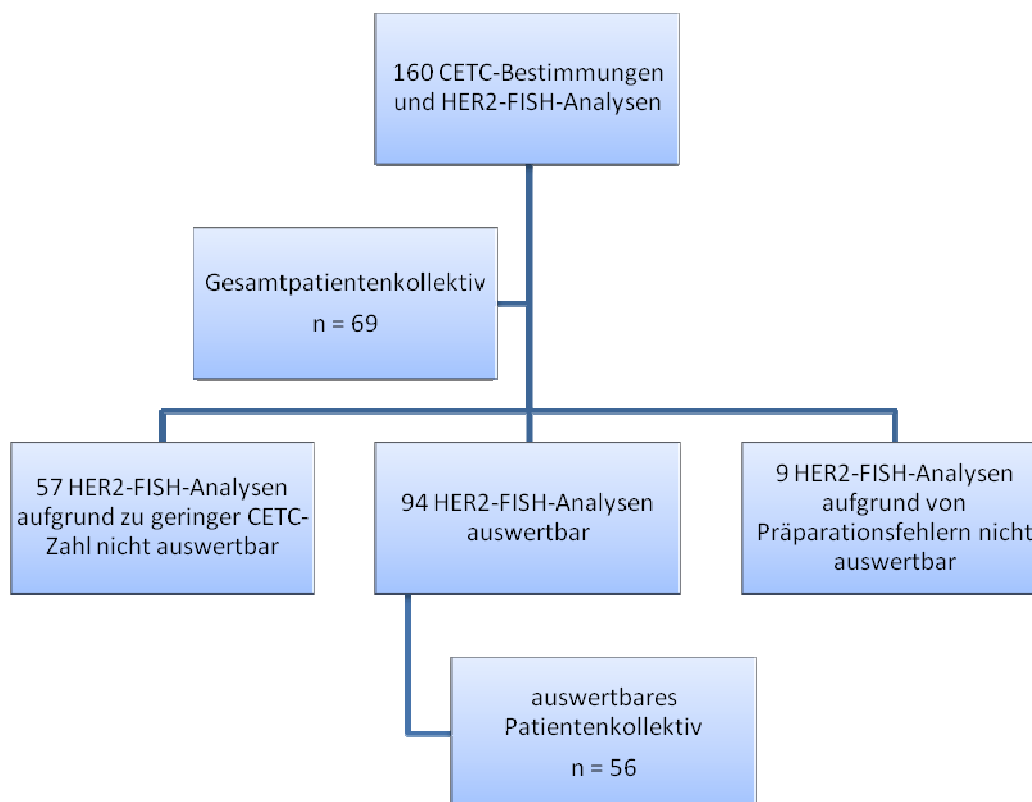 160 CETC-Bestimmungen
und HER2-FISH-Analysen
Gesamtpatientenkollektiv
n = 69
57 HER2-FISH-Analysen
aufgrund zu geringer CETC-
Zahl nicht auswertbar
94 HER2-FISH-Analysen
auswertbar
9 HER2-FISH-Analysen
aufgrund von
Präparationsfehlern nicht
auswertbar
auswertbares
Patientenkollektiv
n = 56